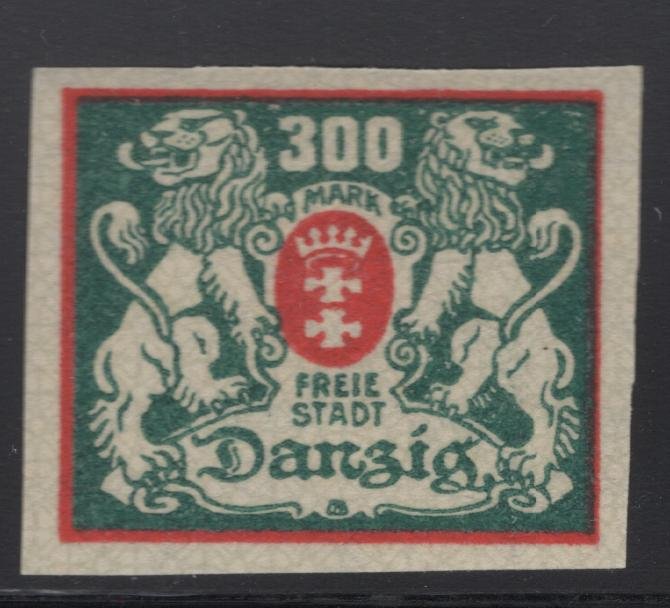 300
MARK
FREIE
STADT
Danzig